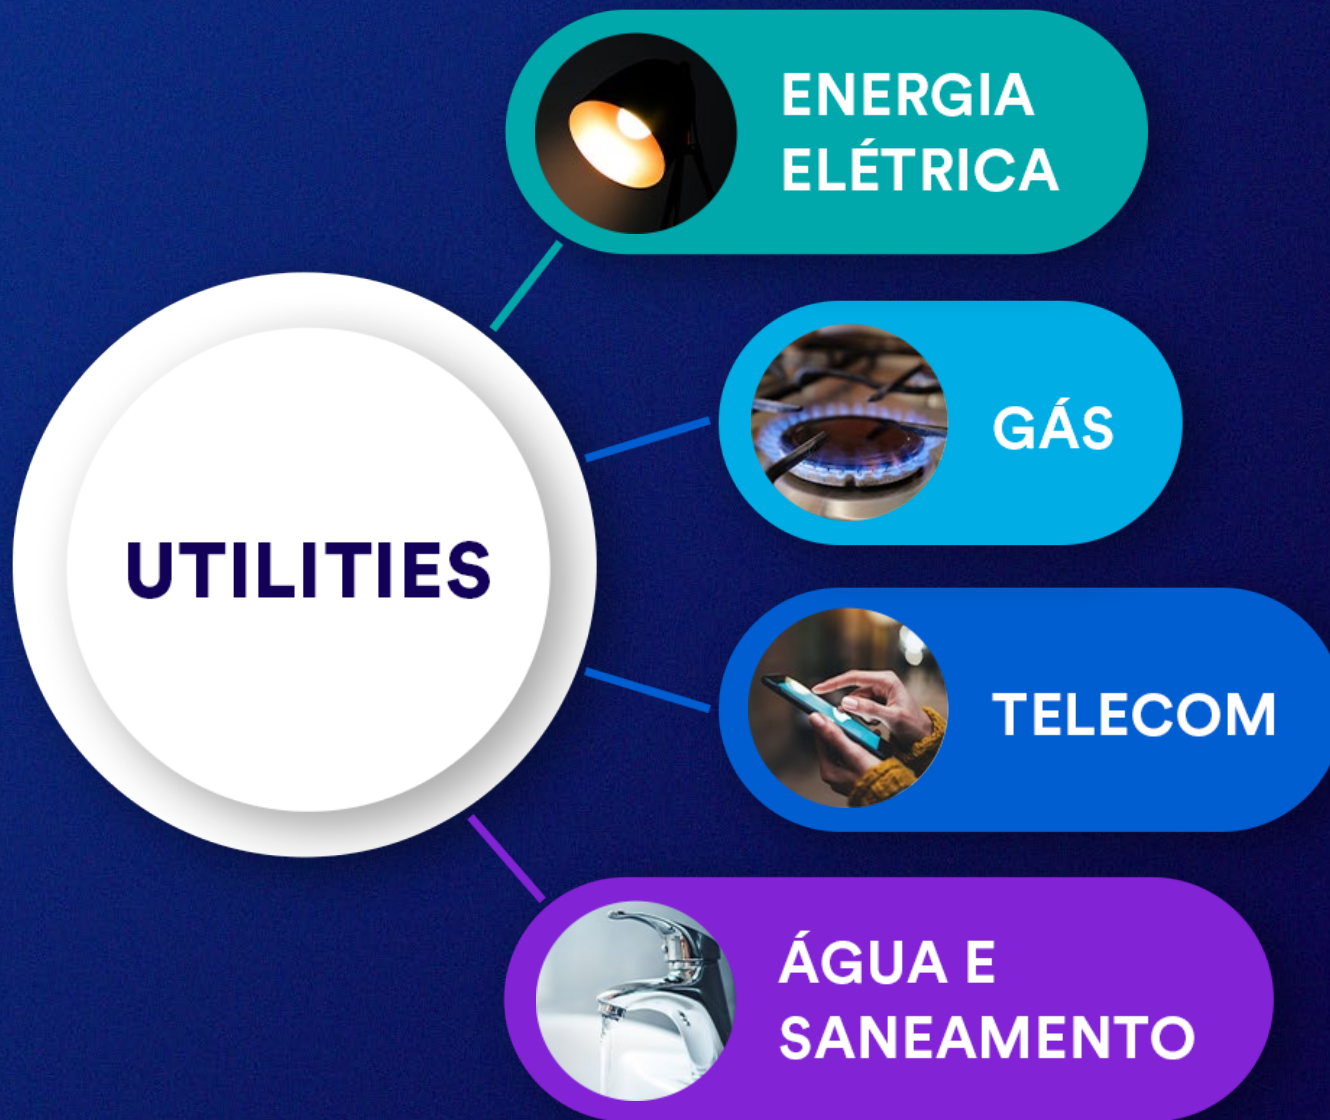 UTILITIES
ENERGIA
ELÉTRICA
GÁS
TELECOM
ÁGUA E
SANEAMENTO